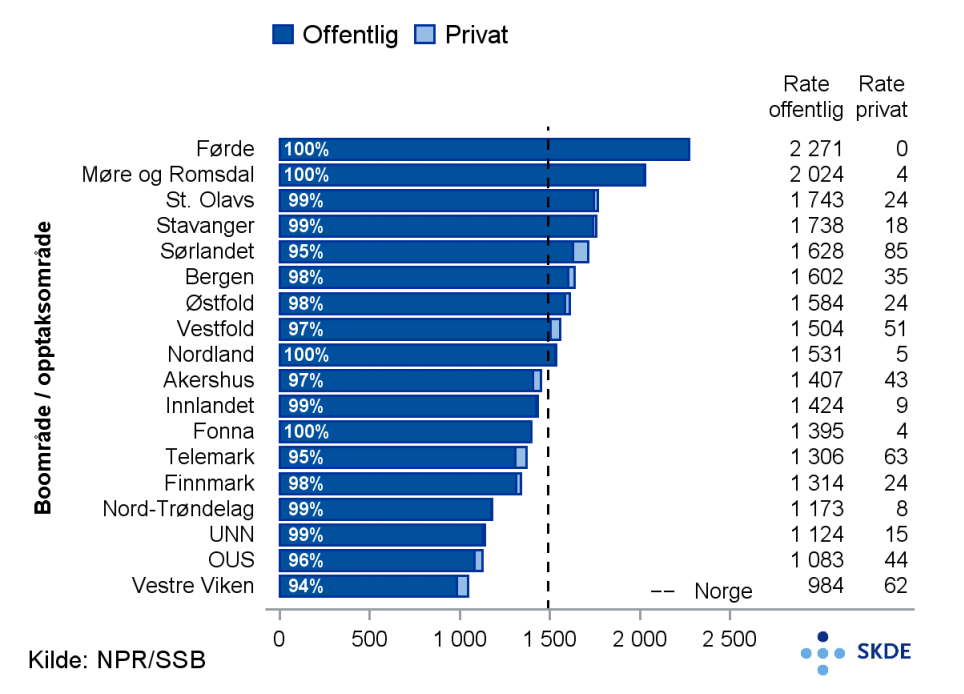 Offentlig Privat
Rate Rate
offentlig privat
Boområde / opptaksområde
Førde 100% 2 271 0
Møre og Romsdal 100% 2 024 4
St. Olavs 99% 1 743 24
Stavanger 99% 1 738 18
Sørlandet 95% 1 628 85
Bergen 98% 1 602 35
Østfold 98% 1 584 24
Vestfold 97% 1 504 51
Nordland 100% 1 531 5
Akershus 97% 1 407 43
Innlandet 99% 1 424 9
Fonna 100% 1 395 4
Telemark 95% 1 306 63
Finnmark 98% 1 314 24
Nord-Trøndelag 99% 1 173 8
UNN 99% 1 124 15
OUS 96% 1 083 44
Vestre Viken 94% 984 62
Norge
0 500 1 000 1 500 2 000 2 500
Kilde: NPR/SSB
SKDE